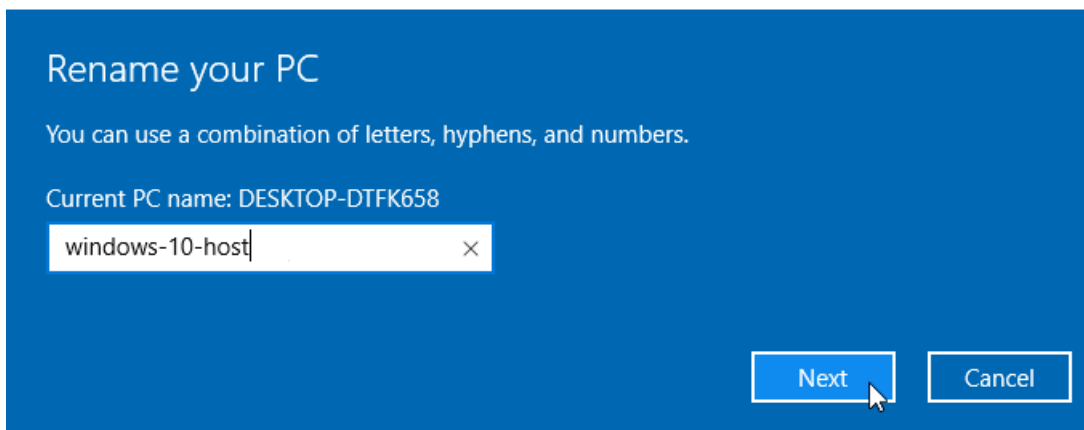 Rename your PC
You can use a combination of letters, hyphens, and numbers.
Current PC name: DESKTOP-DTFK658
windows-10-host
Next
Cancel